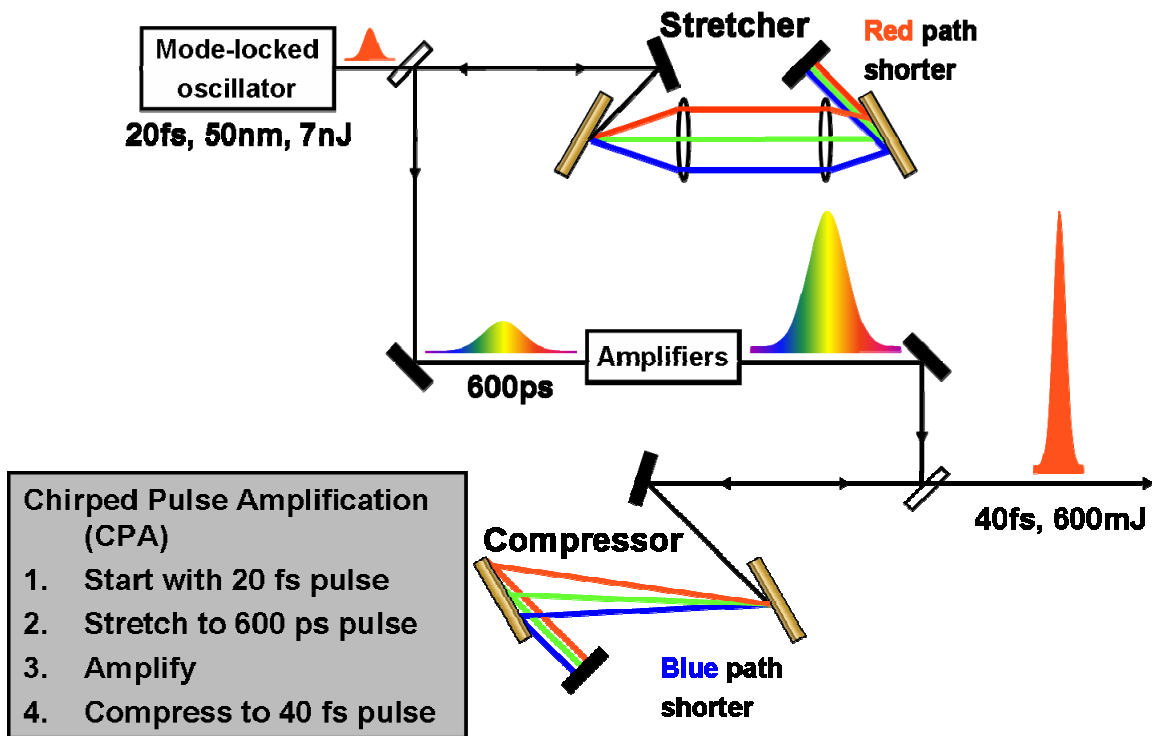 Mode-locked
oscillator
20fs, 50nm, 7nJ
Stretcher
Red path
shorter
600ps
Amplifiers
40fs, 600mJ
Compressor
Blue path
shorter
Chirped Pulse Amplification
(CPA)
1. Start with 20 fs pulse
2. Stretch to 600 ps pulse
3. Amplify
4. Compress to 40 fs pulse